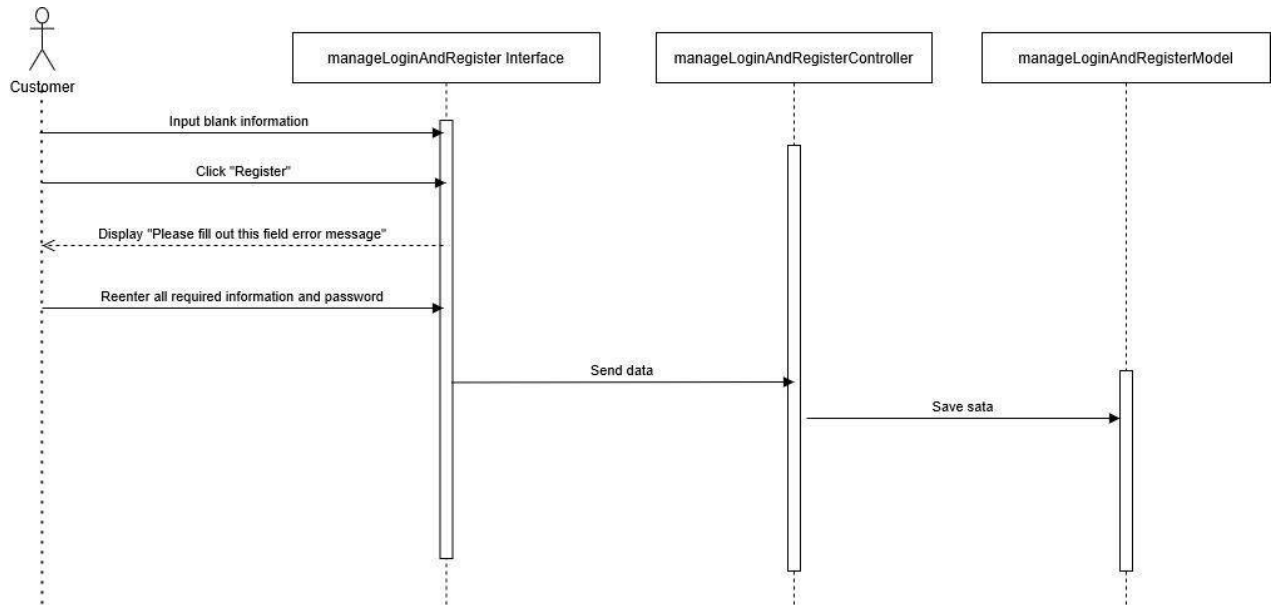 manageLoginAndRegister Interface
manageLoginAndRegisterController
manageLoginAndRegisterModel
Customer
Input blank information
Click "Register"
Display "Please fill out this field error message"
Reenter all required information and password
Send data
Save sata